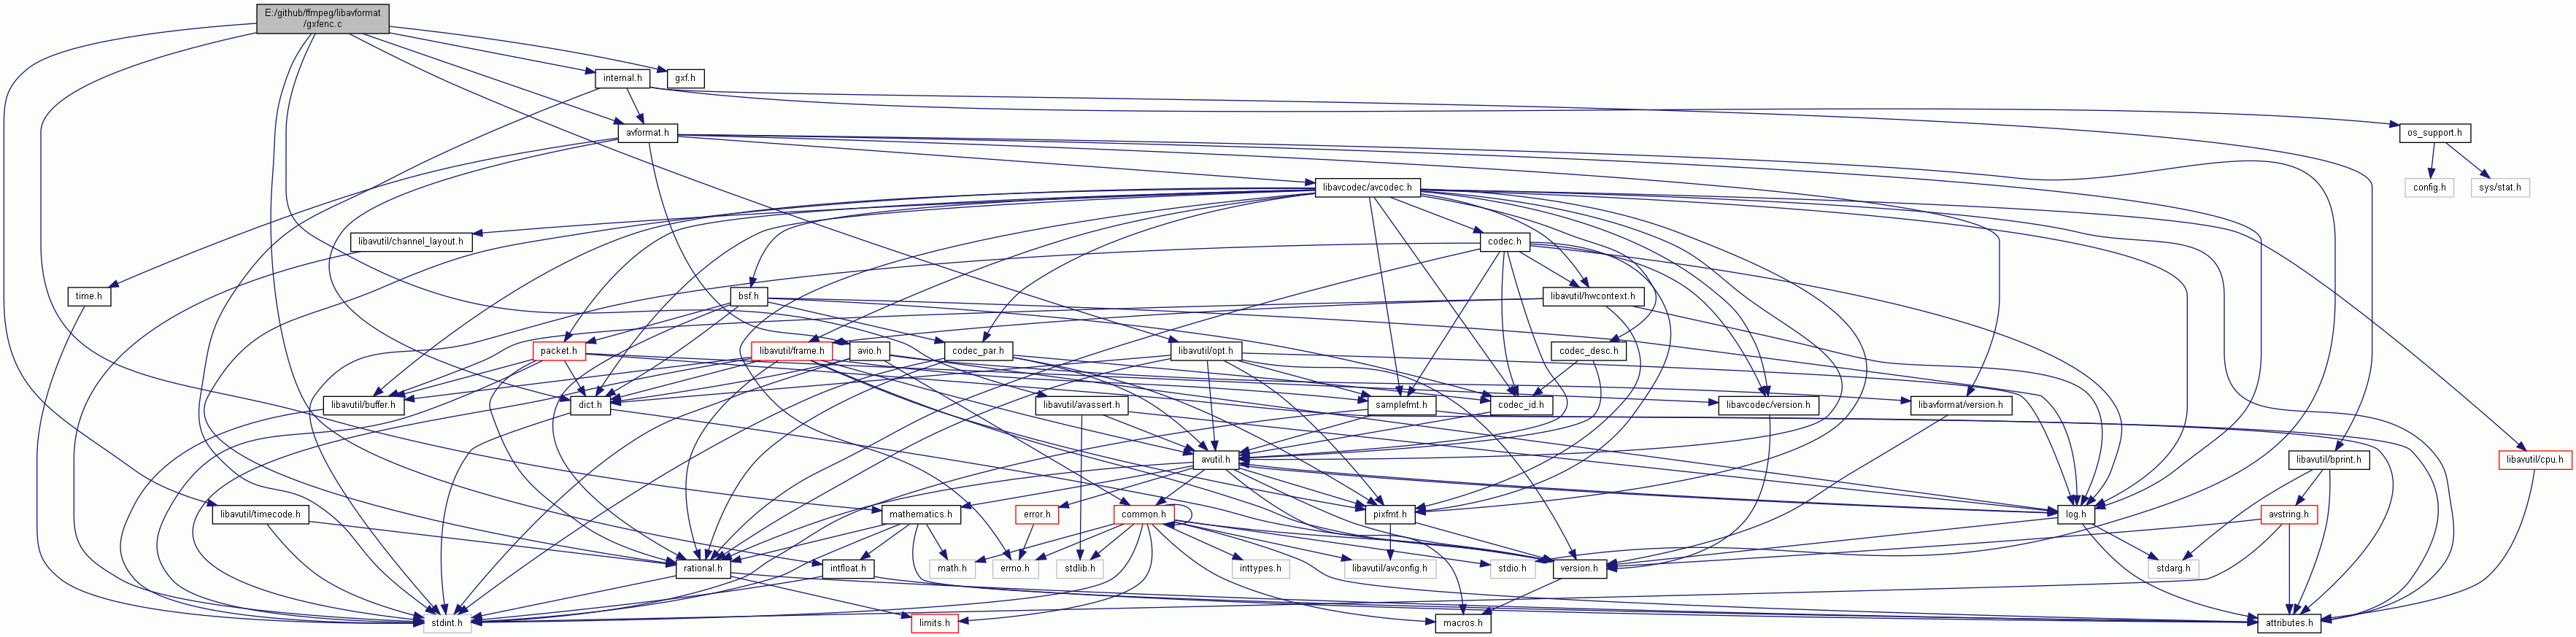 E:/github/ffmpeg/libavformat
/gxfenc.c
internal.h
gxf.h
avformat.h
os_support.h
libavcodec/avcodec.h
config.h
sys/stat.h
libavutil/channel_layout.h
codec.h
time.h
bsf.h
libavutil/hwcontext.h
packet.h
libavutil/frame.h
avio.h
codec_par.h
libavutil/opt.h
codec_desc.h
libavutil/buffer.h
dict.h
libavutil/avassert.h
samplefmt.h
codec_id.h
libavcodec/version.h
libavformat/version.h
avutil.h
libavutil/bprint.h
libavutil/cpu.h
libavutil/timecode.h
mathematics.h
error.h
common.h
pixfmt.h
log.h
avstring.h
rational.h
intfloat.h
math.h
errno.h
stdlib.h
inttypes.h
libavutil/avconfig.h
stdio.h
version.h
stdarg.h
stdint.h
limits.h
macros.h
attributes.h